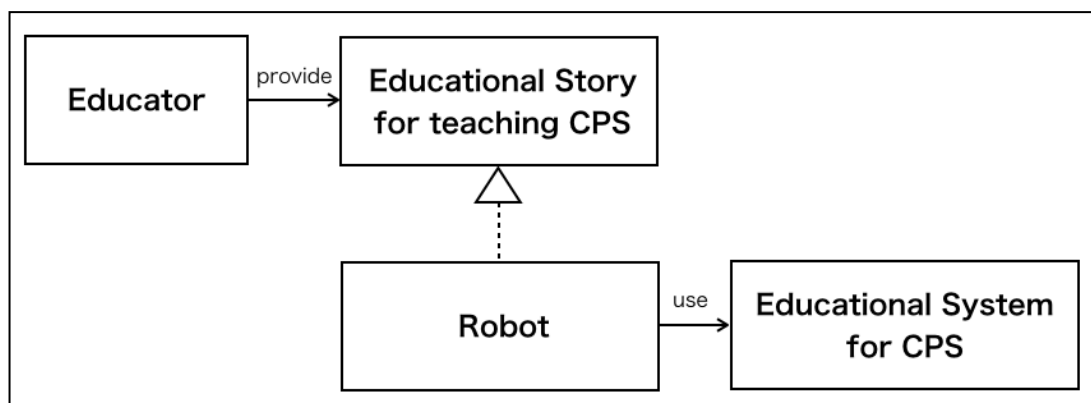 Educator
provide
Educational Story
for teaching CPS
Robot
use
Educational System
for CPS